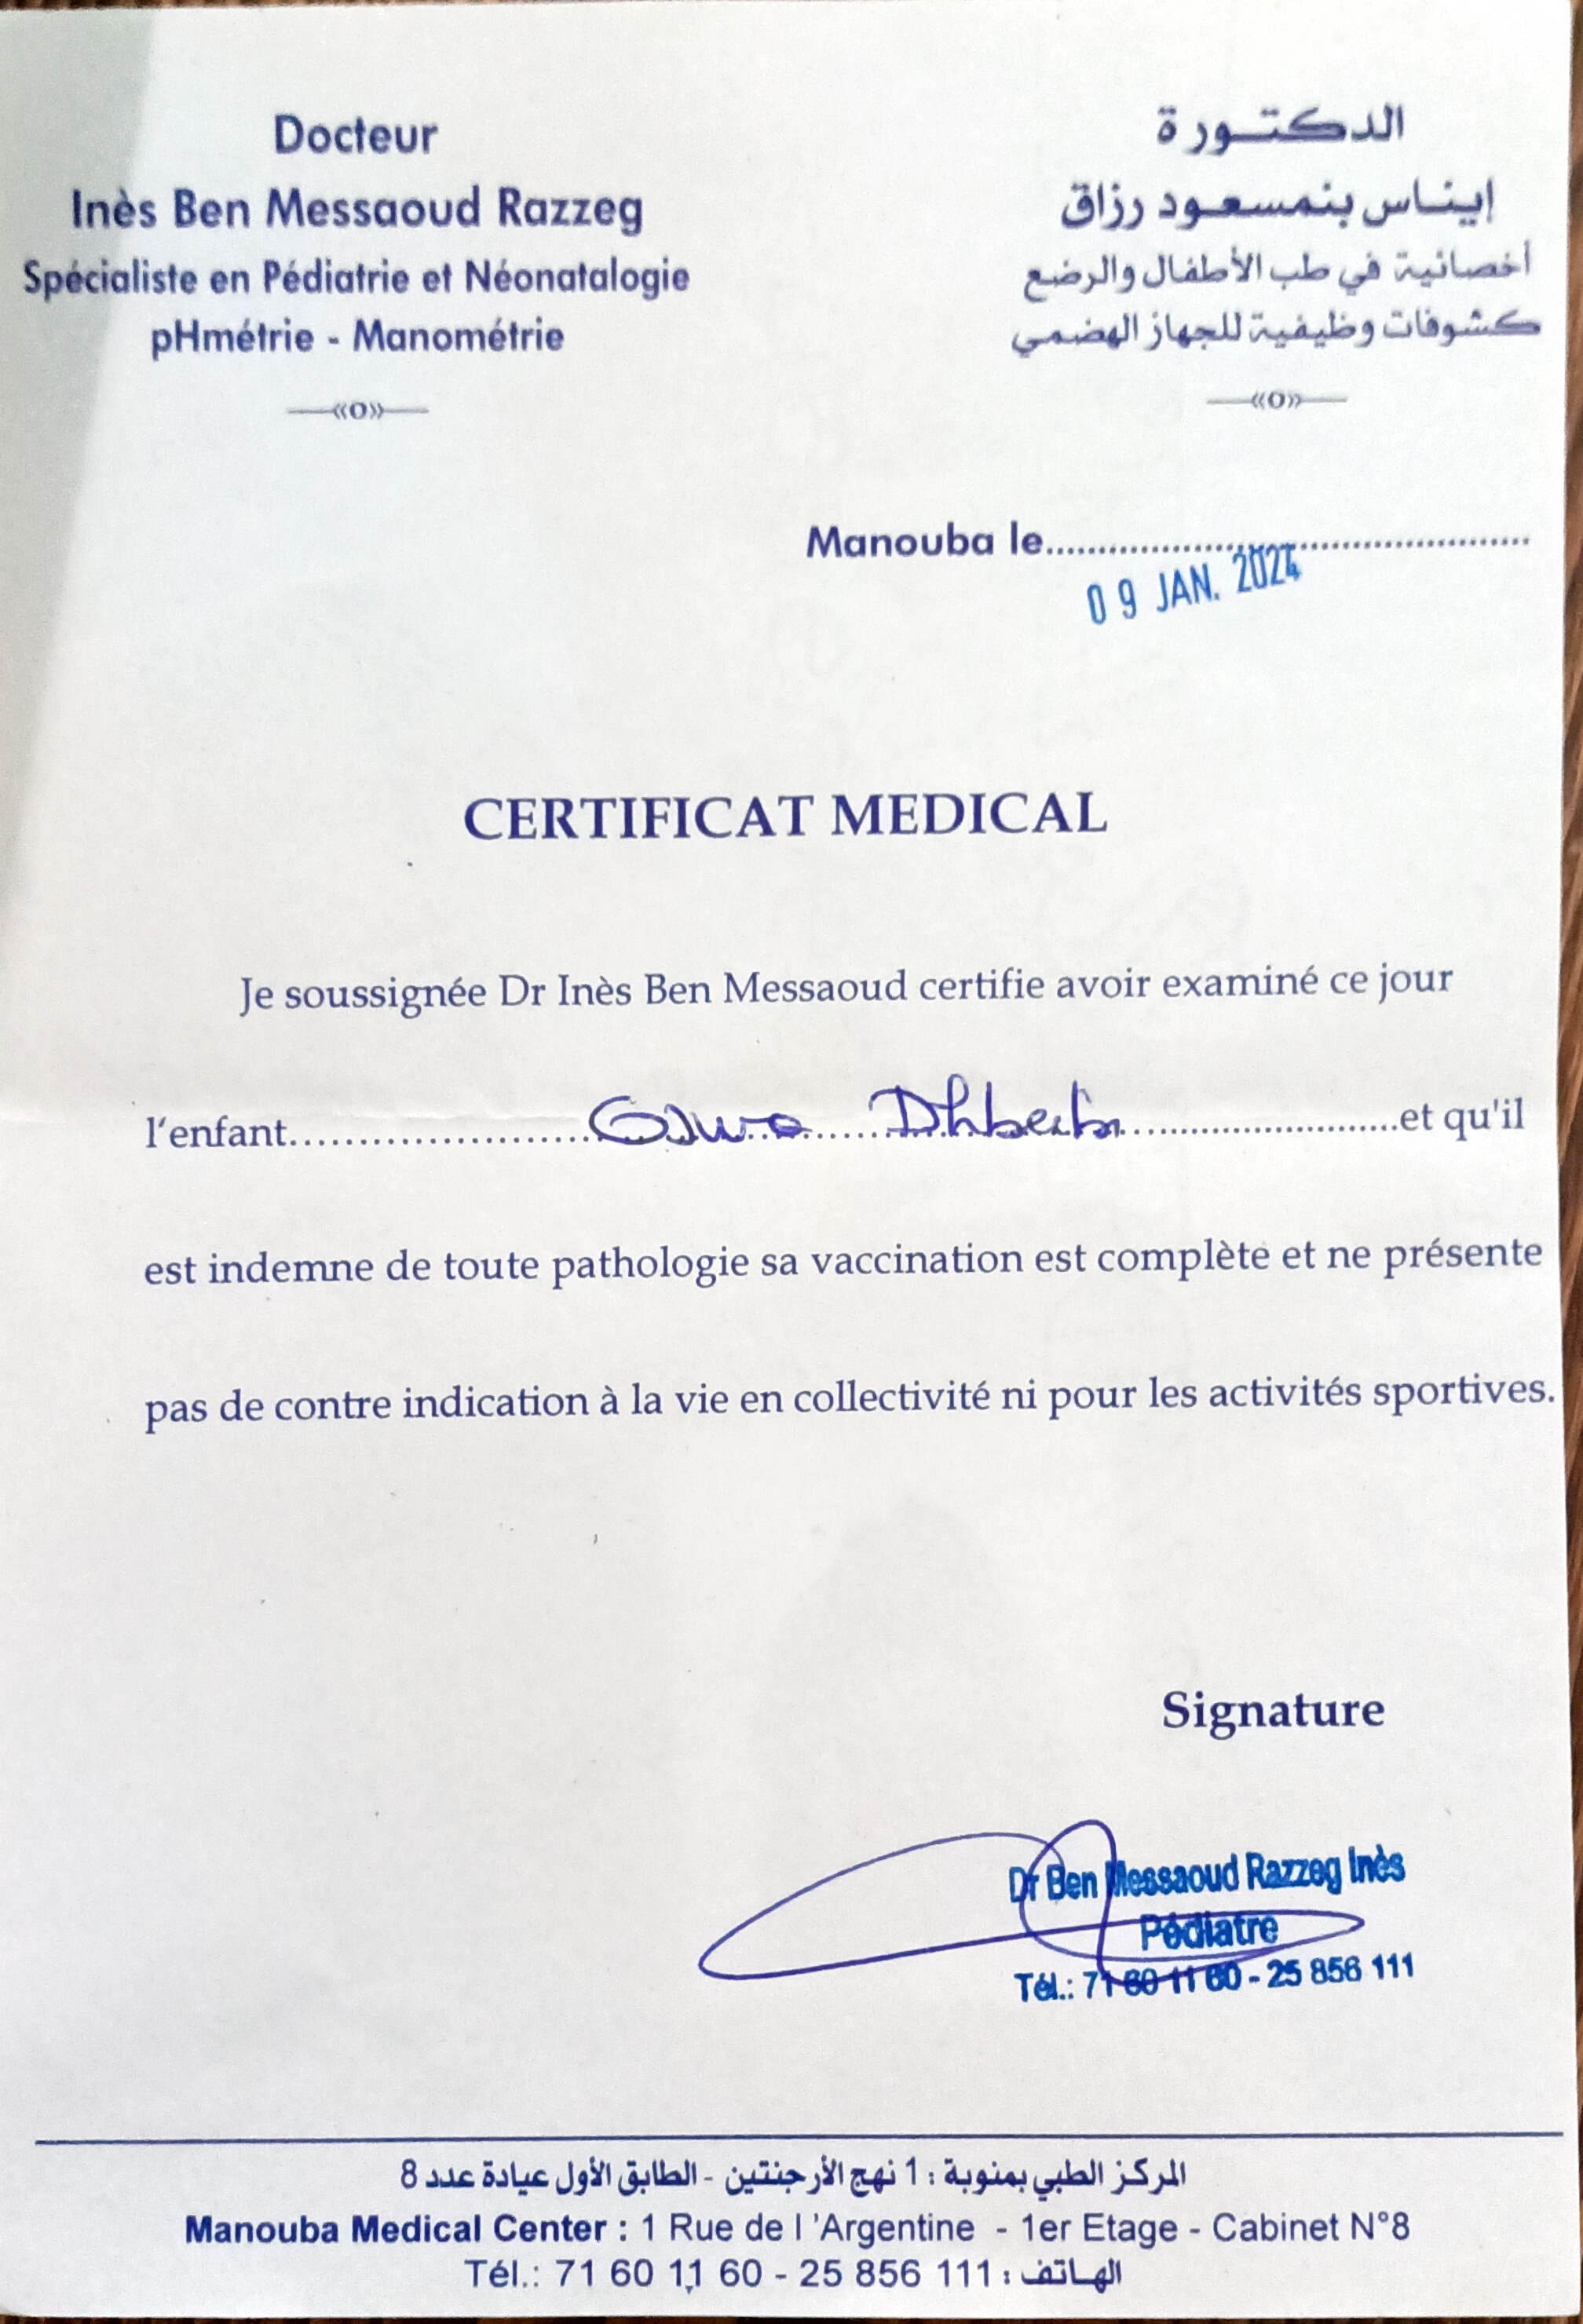 Docteur
Inès Ben Messaoud Razzeg
Spécialiste en Pédiatrie et Néonatalogie
pHmétrie - Manométrie
—«o»—
الدكتورة
إيناس بنمسعود رزاق
أخصائية في طب الأطفال والرضع
كشوفات وظيفية للجهاز الهضمي
—«o»—
Manouba le
09 JAN. 2024
CERTIFICAT MEDICAL
Je soussignée Dr Inès Ben Messaoud certifie avoir examiné ce jour
l'enfant et qu'il
est indemne de toute pathologie sa vaccination est complète et ne présente
pas de contre indication à la vie en collectivité ni pour les activités sportives.
Signature
Dr Ben Messaoud Razzeg Inès
Pédiatre
Tél.: 71 60 11 60 - 25 856 111
المركز الطبي بمنوبة : 1 نهج الأرجنتين - الطابق الأول عيادة عدد 8
Manouba Medical Center : 1 Rue de l 'Argentine - 1er Etage - Cabinet N°8
Tél.: 71 60 11 60 - 25 856 111 : الهاتف